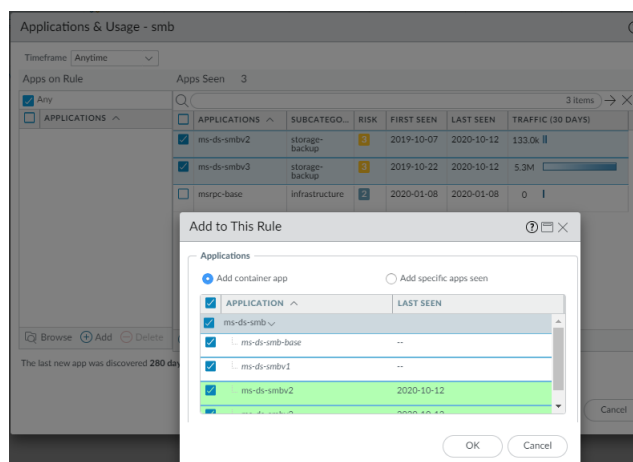 Applications & Usage - smb
Timeframe Anytime
Apps on Rule
Apps Seen 3
Any
3 items
APPLICATIONS
APPLICATIONS SUBCATEGO... RISK FIRST SEEN LAST SEEN TRAFFIC (30 DAYS)
ms-ds-smbv2 storage-backup 3 2019-10-07 2020-10-12 133.0k
ms-ds-smbv3 storage-backup 3 2019-10-22 2020-10-12 5.3M
msrpc-base infrastructure 2 2020-01-08 2020-01-08 0
Add to This Rule
Applications
Add container app Add specific apps seen
APPLICATION LAST SEEN
ms-ds-smb
ms-ds-smb-base --
ms-ds-smbv1 --
ms-ds-smbv2 2020-10-12
Browse Add Delete
The last new app was discovered 280 day
Cancel
OK Cancel